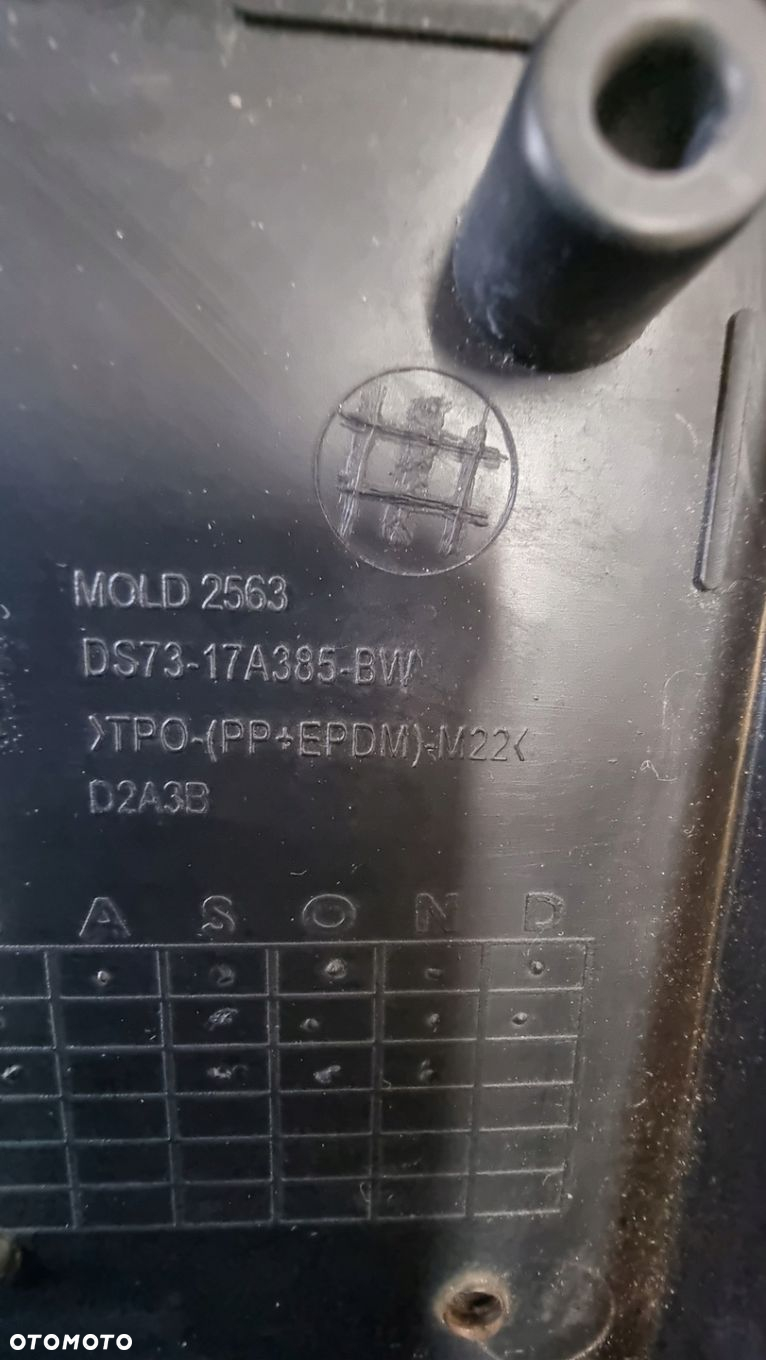 MOLD 2563
DS73-17A385-BW
>TPO-(PP+EPDM)-M22<
D2A3B
A S O N D
OTOMOTO